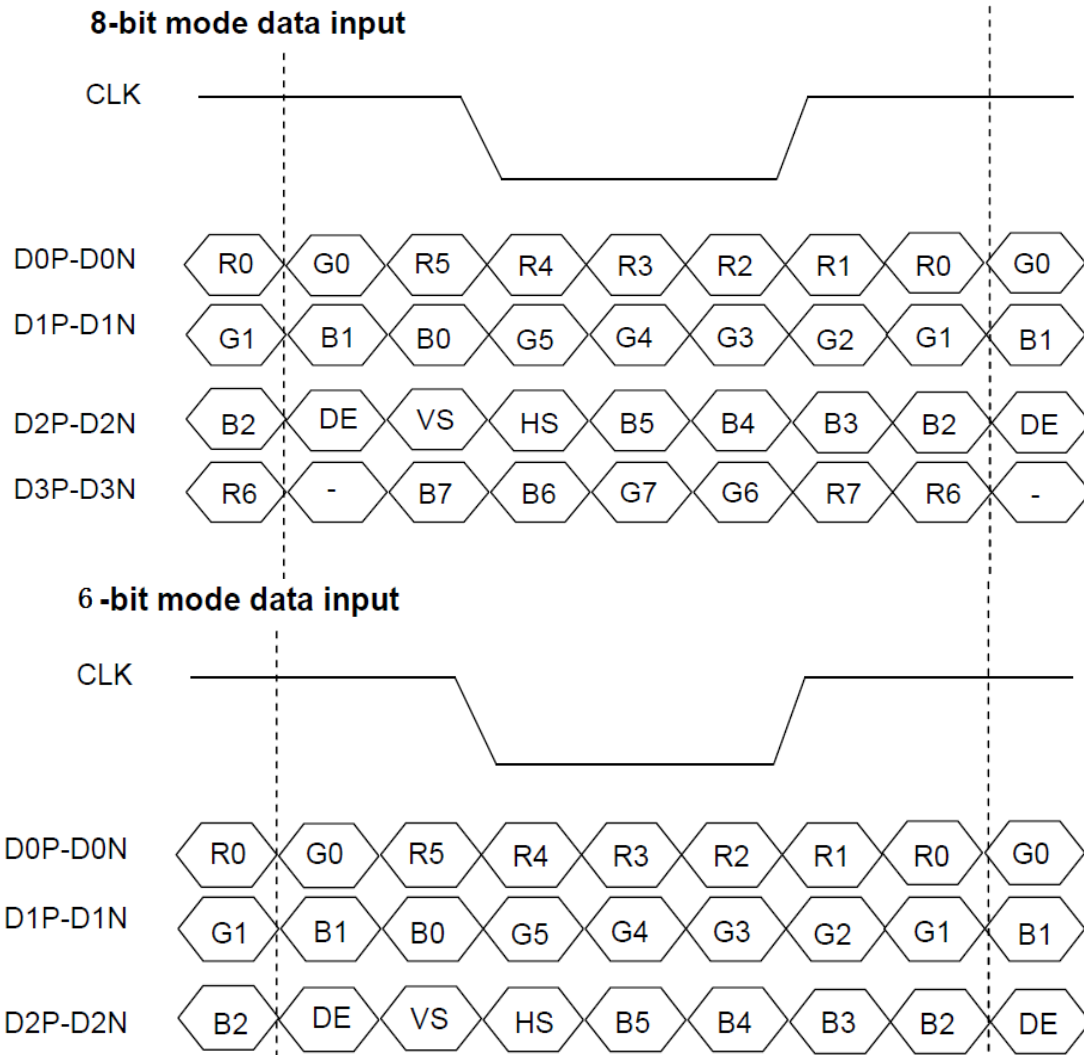 8-bit mode data input
CLK
D0P-D0N R0 G0 R5 R4 R3 R2 R1 R0 G0
D1P-D1N G1 B1 B0 G5 G4 G3 G2 G1 B1
D2P-D2N B2 DE VS HS B5 B4 B3 B2 DE
D3P-D3N R6 - B7 B6 G7 G6 R7 R6 -
6-bit mode data input
CLK
D0P-D0N R0 G0 R5 R4 R3 R2 R1 R0 G0
D1P-D1N G1 B1 B0 G5 G4 G3 G2 G1 B1
D2P-D2N B2 DE VS HS B5 B4 B3 B2 DE